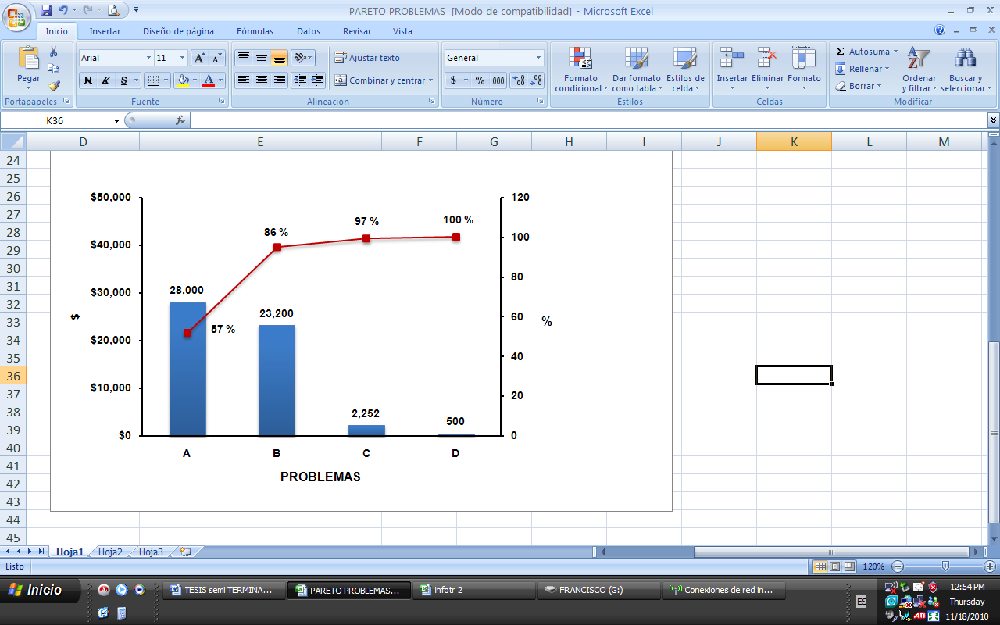 PARETO PROBLEMAS [Modo de compatibilidad] - Microsoft Excel
Inicio Insertar Diseño de página Fórmulas Datos Revisar Vista
Pegar
Portapapeles
Arial 11
N K S
Fuente
Ajustar texto
Combinar y centrar
Alineación
General
$ % 000
Número
Formato condicional
Dar formato como tabla
Estilos de celda
Estilos
Insertar Eliminar Formato
Celdas
Autosuma
Rellenar
Borrar
Ordenar y filtrar
Buscar y seleccionar
Modificar
K36 fx
D E F G H I J K L M
24
25
26
27
28
29
30
31
32
33
34
35
36
37
38
39
40
41
42
43
44
45
$50,000
$40,000
$30,000
$20,000
$10,000
$0
$
120
100
80
60
40
20
0
%
57 %
86 %
97 %
100 %
28,000
23,200
2,252
500
A B C D
PROBLEMAS
Hoja1 Hoja2 Hoja3
Listo 120%
Inicio
TESIS semi TERMINA...
PARETO PROBLEMAS...
infotr 2
FRANCISCO (G:)
Conexiones de red in...
ES
ATI
12:54 PM
Thursday
11/18/2010